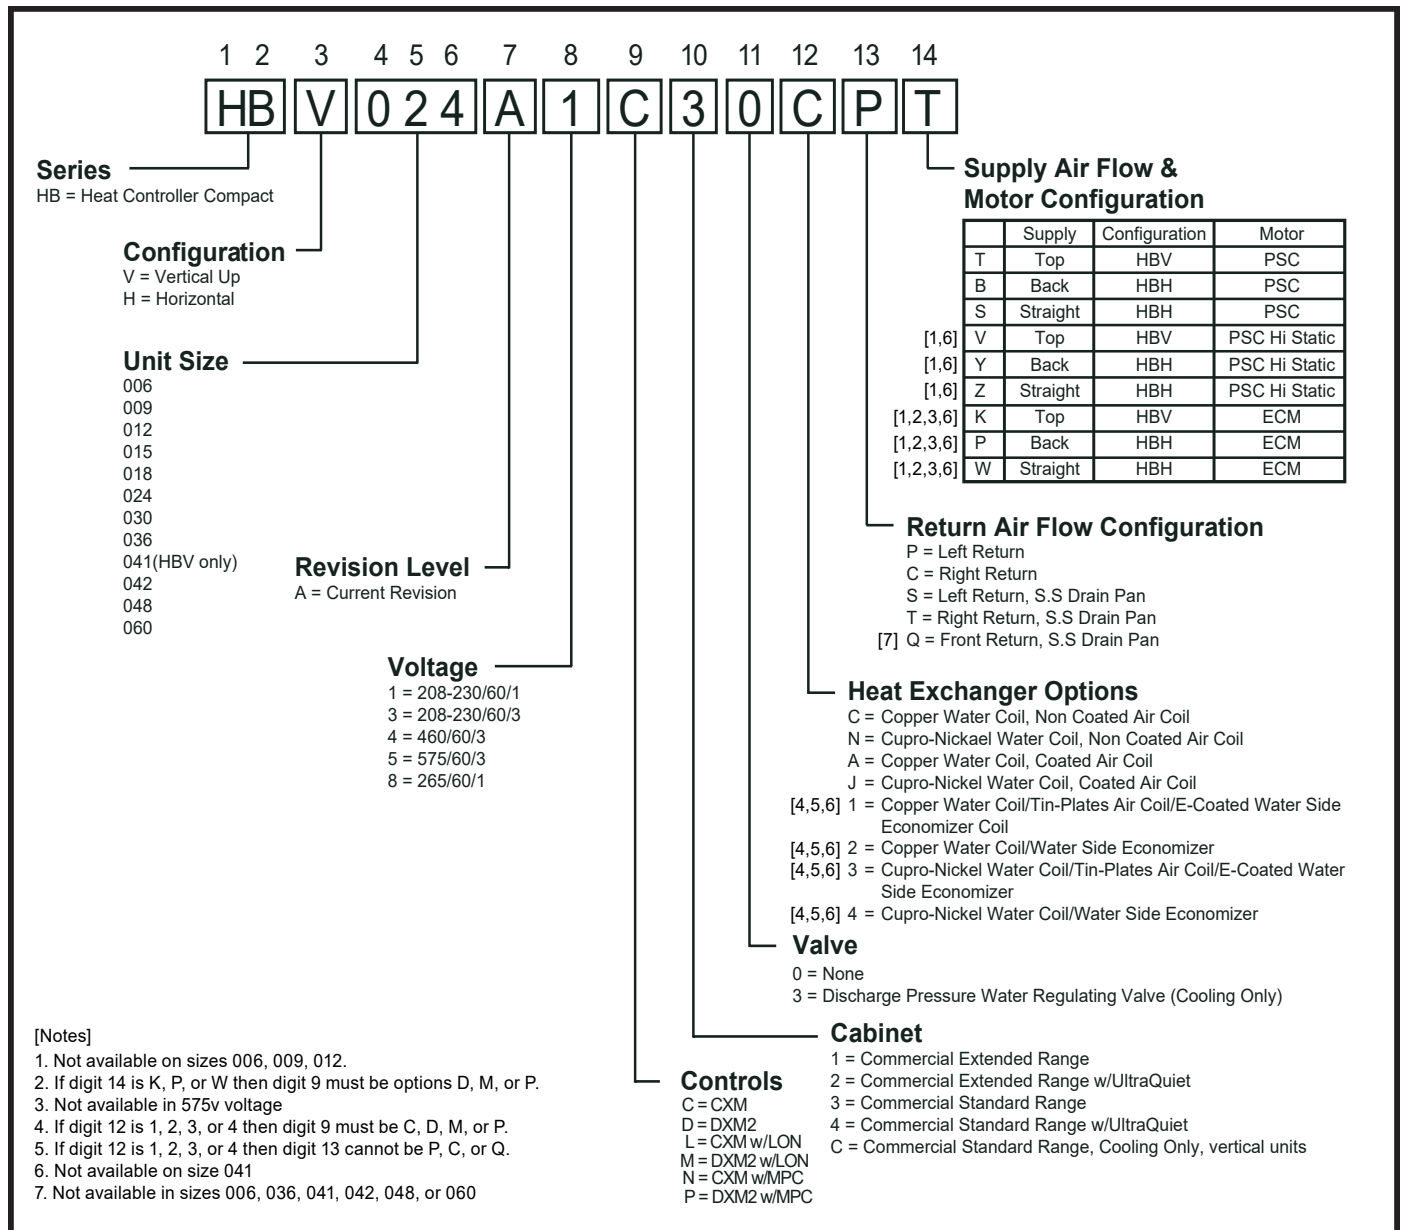 1 2 3 4 5 6 7 8 9 10 11 12 13 14
HB V 0 2 4 A 1 C 3 0 C P T
Series
HB = Heat Controller Compact
Configuration
V = Vertical Up
H = Horizontal
Unit Size
006
009
012
015
018
024
030
036
041(HBV only)
042
048
060
Revision Level
A = Current Revision
Voltage
1 = 208-230/60/1
3 = 208-230/60/3
4 = 460/60/3
5 = 575/60/3
8 = 265/60/1
Supply Air Flow &
Motor Configuration
Supply Configuration Motor
T Top HBV PSC
B Back HBH PSC
S Straight HBH PSC
[1,6] V Top HBV PSC Hi Static
[1,6] Y Back HBH PSC Hi Static
[1,6] Z Straight HBH PSC Hi Static
[1,2,3,6] K Top HBV ECM
[1,2,3,6] P Back HBH ECM
[1,2,3,6] W Straight HBH ECM
Return Air Flow Configuration
P = Left Return
C = Right Return
S = Left Return, S.S Drain Pan
T = Right Return, S.S Drain Pan
[7] Q = Front Return, S.S Drain Pan
Heat Exchanger Options
C = Copper Water Coil, Non Coated Air Coil
N = Cupro-Nickael Water Coil, Non Coated Air Coil
A = Copper Water Coil, Coated Air Coil
J = Cupro-Nickel Water Coil, Coated Air Coil
[4,5,6] 1 = Copper Water Coil/Tin-Plates Air Coil/E-Coated Water Side
Economizer Coil
[4,5,6] 2 = Copper Water Coil/Water Side Economizer
[4,5,6] 3 = Cupro-Nickel Water Coil/Tin-Plates Air Coil/E-Coated Water
Side Economizer
[4,5,6] 4 = Cupro-Nickel Water Coil/Water Side Economizer
Valve
0 = None
3 = Discharge Pressure Water Regulating Valve (Cooling Only)
Cabinet
1 = Commercial Extended Range
2 = Commercial Extended Range w/UltraQuiet
3 = Commercial Standard Range
4 = Commercial Standard Range w/UltraQuiet
C = Commercial Standard Range, Cooling Only, vertical units
Controls
C = CXM
D = DXM2
L = CXM w/LON
M = DXM2 w/LON
N = CXM w/MPC
P = DXM2 w/MPC
[Notes]
1. Not available on sizes 006, 009, 012.
2. If digit 14 is K, P, or W then digit 9 must be options D, M, or P.
3. Not available in 575v voltage
4. If digit 12 is 1, 2, 3, or 4 then digit 9 must be C, D, M, or P.
5. If digit 12 is 1, 2, 3, or 4 then digit 13 cannot be P, C, or Q.
6. Not available on size 041
7. Not available in sizes 006, 036, 041, 042, 048, or 060